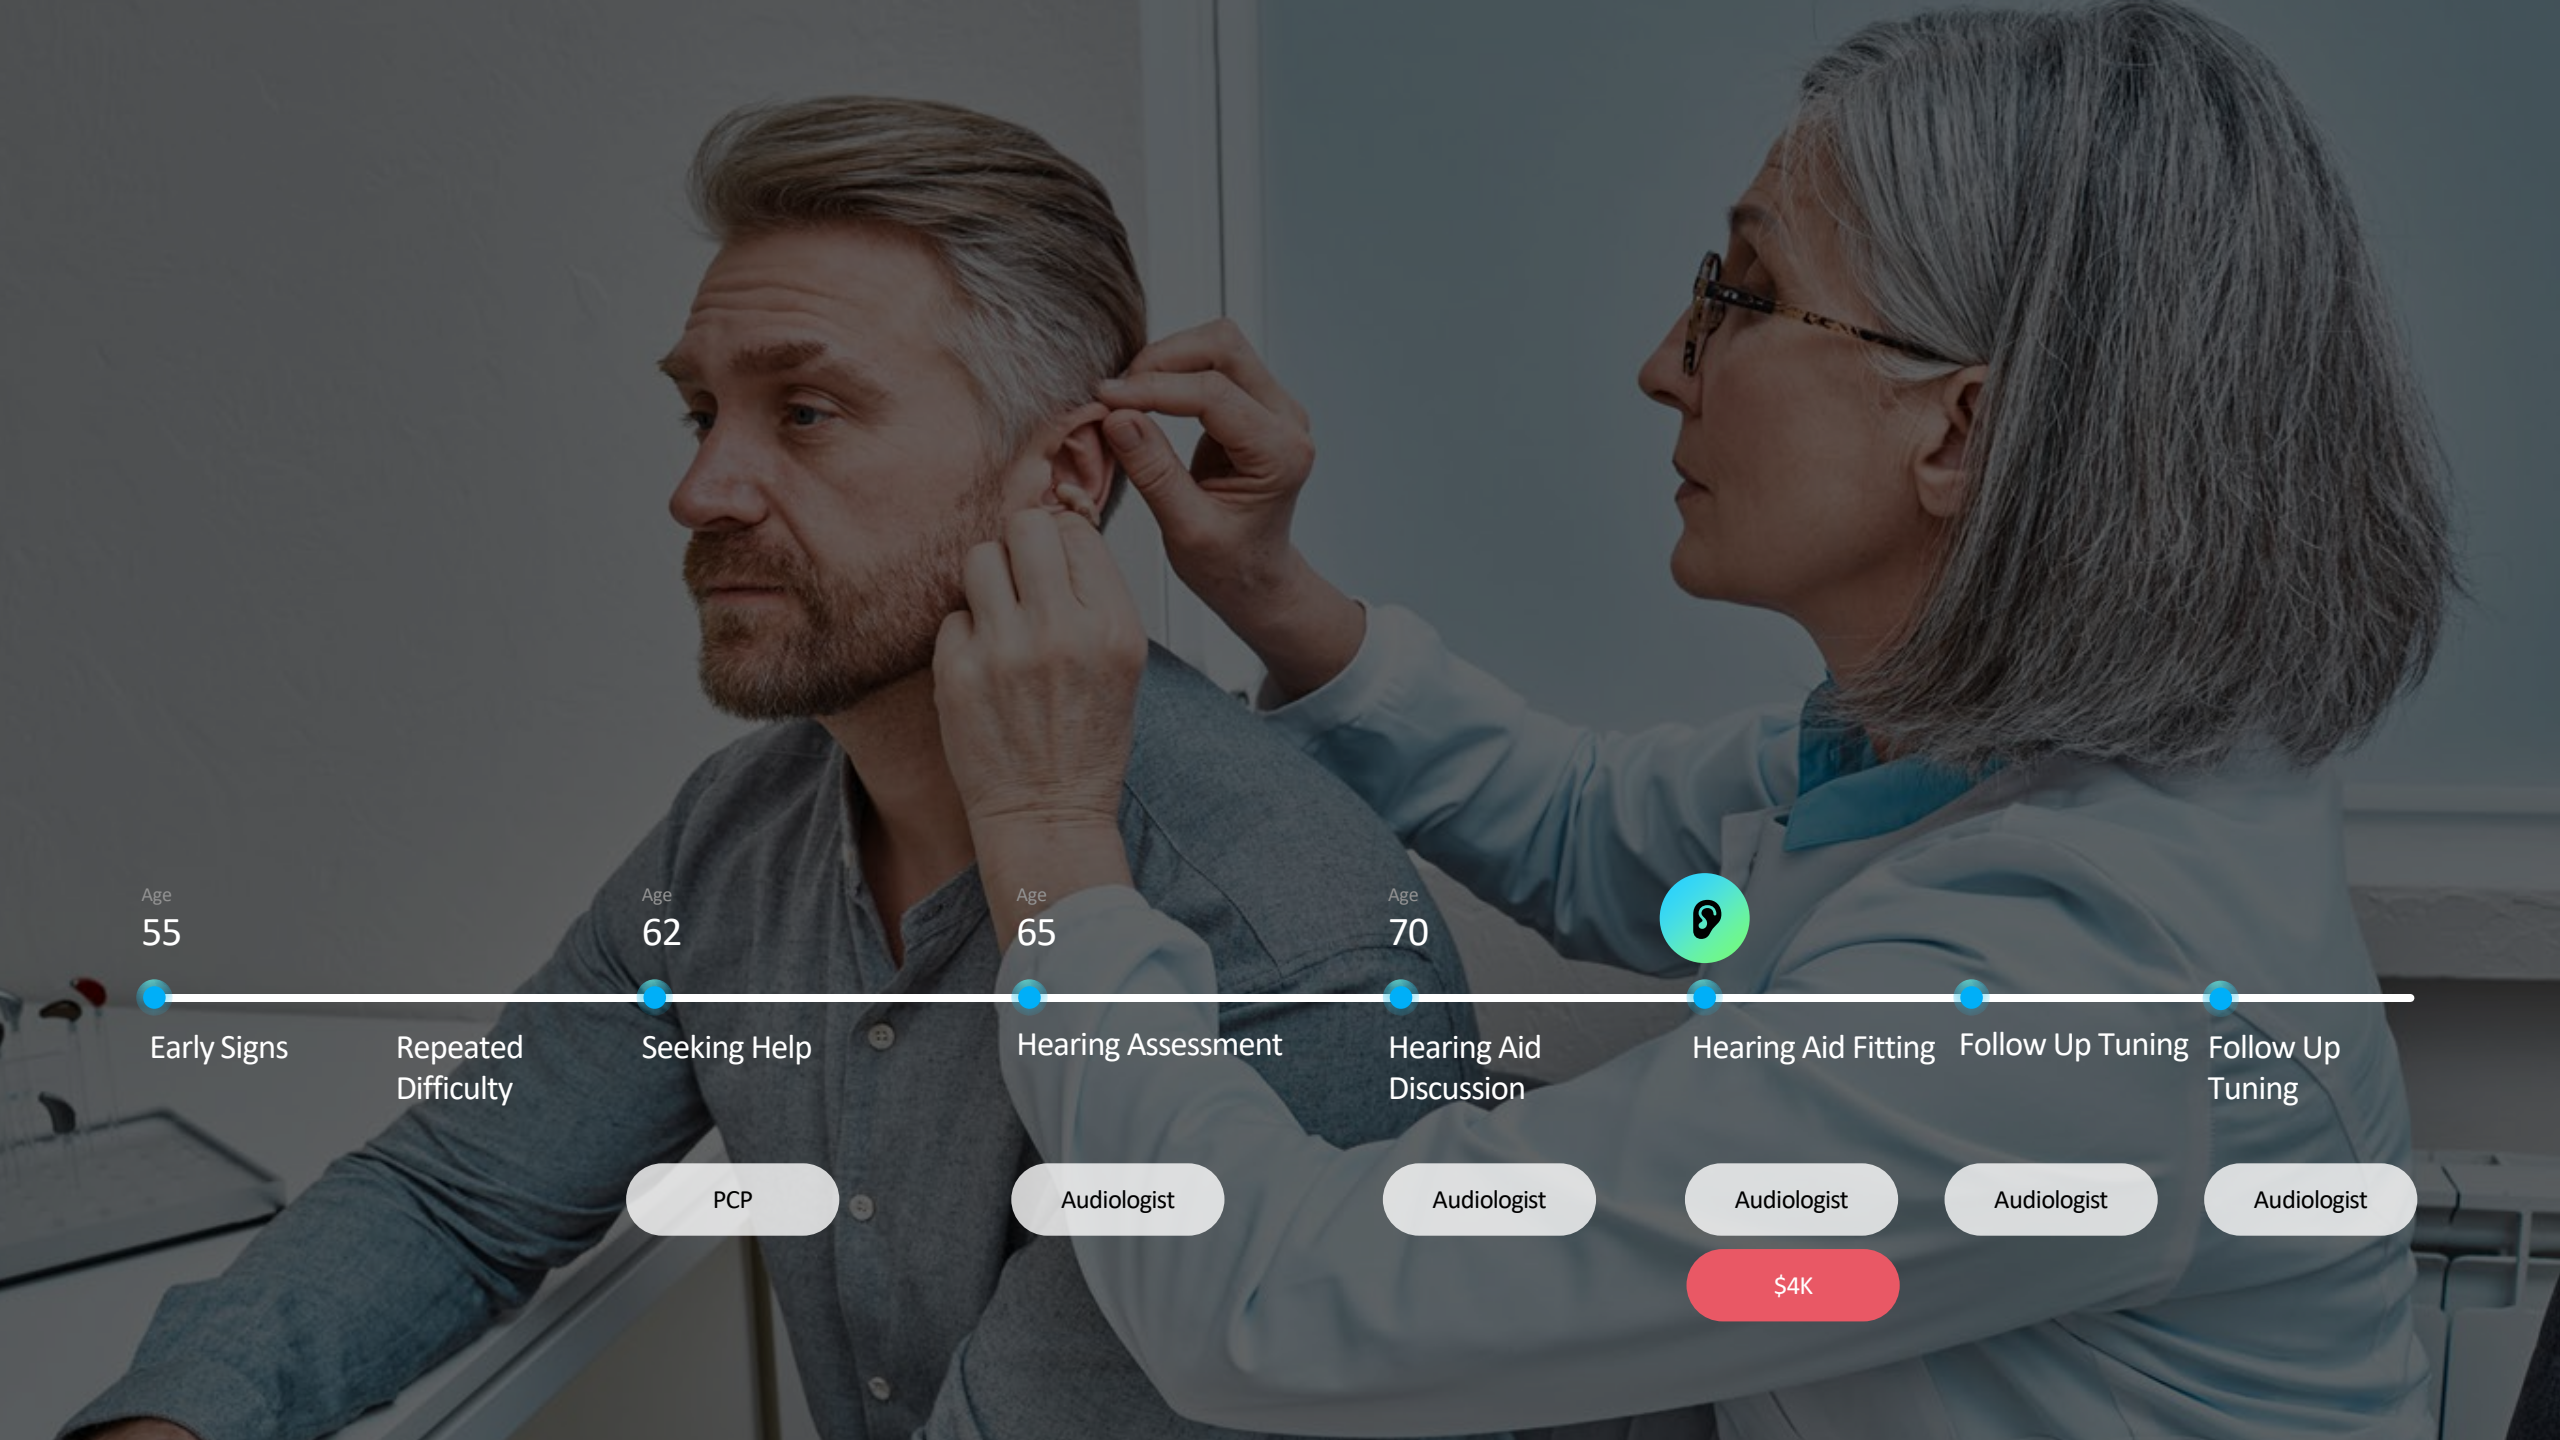 Age
55
Age
62
Age
65
Age
70
Early Signs
Repeated
Difficulty
Seeking Help
Hearing Assessment
Hearing Aid
Discussion
Hearing Aid Fitting
Follow Up Tuning
Follow Up
Tuning
PCP
Audiologist
Audiologist
Audiologist
Audiologist
Audiologist
$4K